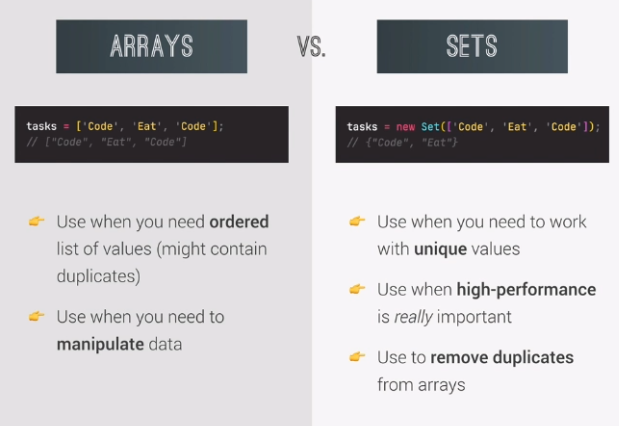 ARRAYS
VS.
SETS
tasks = ['Code', 'Eat', 'Code'];
// ["Code", "Eat", "Code"]
👉 Use when you need ordered
list of values (might contain
duplicates)
👉 Use when you need to
manipulate data
tasks = new Set(['Code', 'Eat', 'Code']);
// {"Code", "Eat"}
👉 Use when you need to work
with unique values
👉 Use when high-performance
is really important
👉 Use to remove duplicates
from arrays